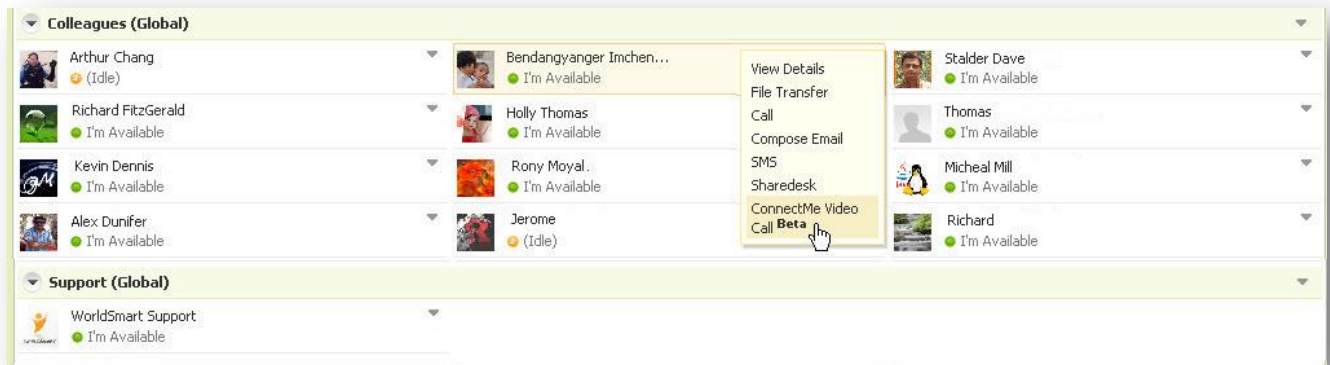 Colleagues (Global)
Arthur Chang
(Idle)
Bendangyanger Imchen...
I'm Available
Stalder Dave
I'm Available
Richard FitzGerald
I'm Available
Holly Thomas
I'm Available
Thomas
I'm Available
Kevin Dennis
I'm Available
Rony Moyal.
I'm Available
Micheal Mill
I'm Available
Alex Dunifer
I'm Available
Jerome
(Idle)
Richard
I'm Available
View Details
File Transfer
Call
Compose Email
SMS
Sharedesk
ConnectMe Video
Call Beta
Support (Global)
WorldSmart Support
I'm Available